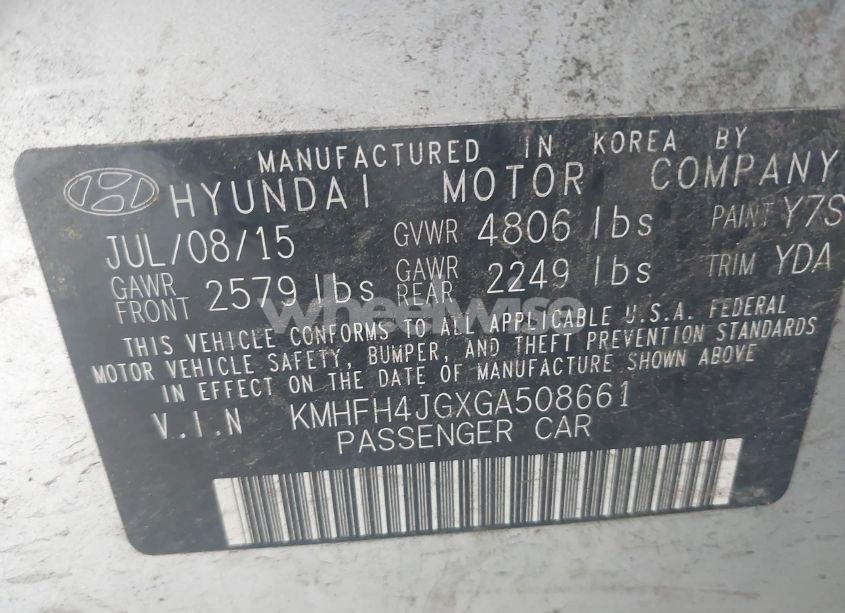 MANUFACTURED IN KOREA BY
HYUNDAI MOTOR COMPANY
JUL/08/15 GVWR 4806 lbs PAINT Y7S
GAWR FRONT 2579 lbs GAWR REAR 2249 lbs TRIM YDA
wheelwise
THIS VEHICLE CONFORMS TO ALL APPLICABLE U.S.A. FEDERAL
MOTOR VEHICLE SAFETY, BUMPER, AND THEFT PREVENTION STANDARDS
IN EFFECT ON THE DATE OF MANUFACTURE SHOWN ABOVE
V.I.N KMHFH4JGXGA508661
PASSENGER CAR